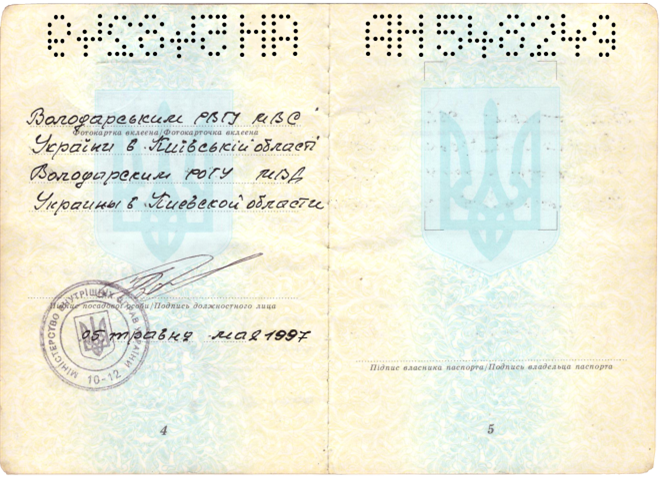 АН548249
Володарським РВГУ МВС
Фотокартка вклеєна/Фотокарточка вклеена
України в Київській області
Володарским РОГУ МВД
Украины в Киевской области
Підпис посадової особи/Подпись должностного лица
МІНІСТЕРСТВО ВНУТРІШНІХ СПРАВ УКРАЇНИ
05 травня мая 1997
10-12
4
Підпис власника паспорта/Подпись владельца паспорта
5